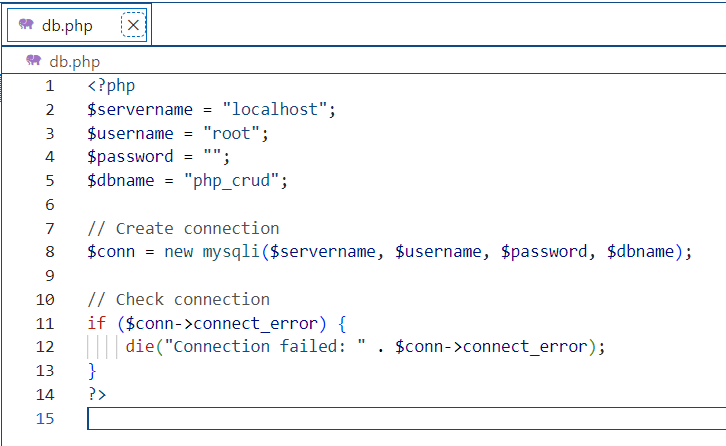 db.php
db.php
1 <?php
2 $servername = "localhost";
3 $username = "root";
4 $password = "";
5 $dbname = "php_crud";
6
7 // Create connection
8 $conn = new mysqli($servername, $username, $password, $dbname);
9
10 // Check connection
11 if ($conn->connect_error) {
12     die("Connection failed: " . $conn->connect_error);
13 }
14 ?>
15